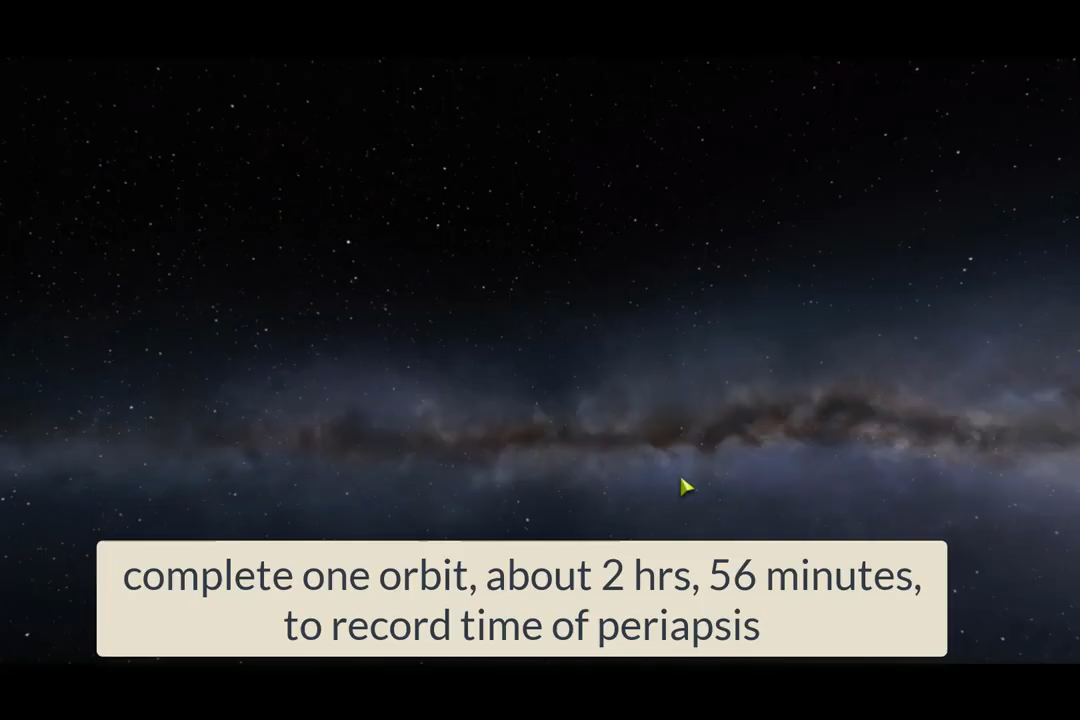 complete one orbit, about 2 hrs, 56 minutes,
to record time of periapsis